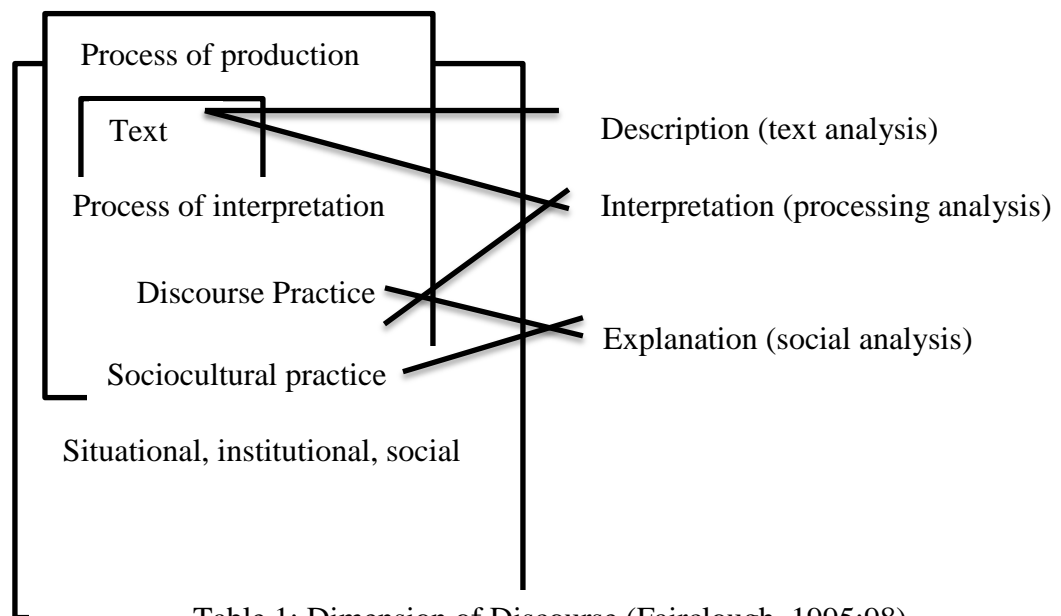 Process of production
Text
Description (text analysis)
Process of interpretation
Interpretation (processing analysis)
Discourse Practice
Explanation (social analysis)
Sociocultural practice
Situational, institutional, social
Table 1: Dimension of Discourse (Fairclough, 1995:98)